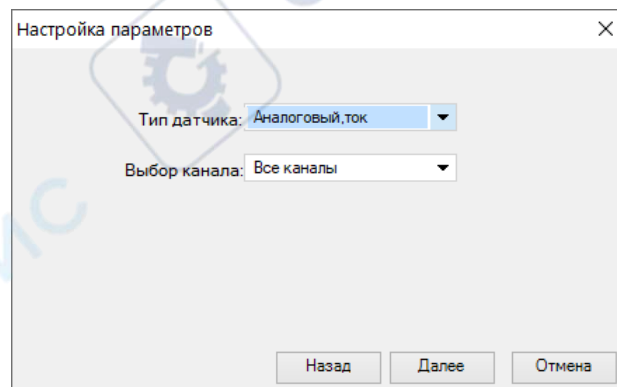 Настройка параметров
Тип датчика: Аналоговый,ток
Выбор канала: Все каналы
Назад Далее Отмена